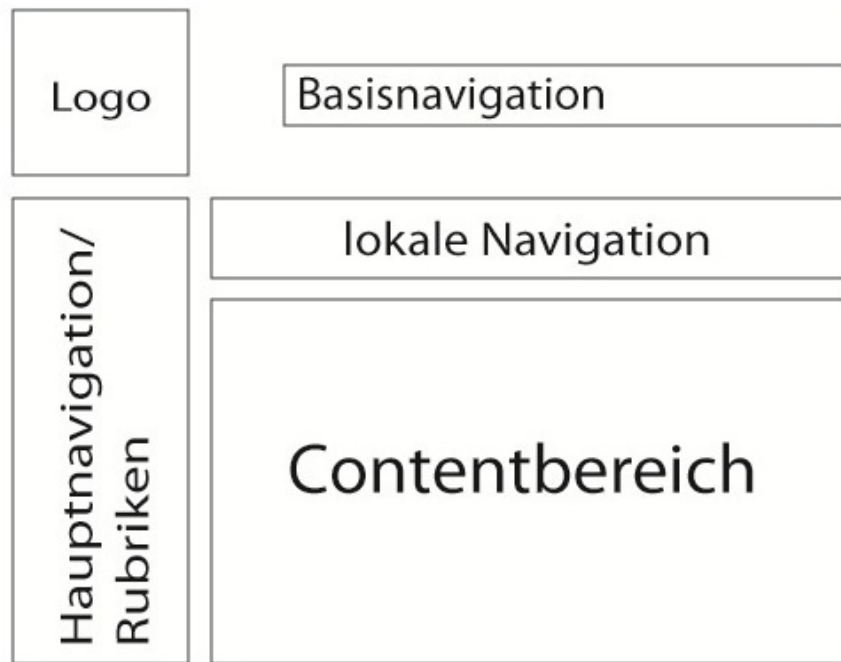 Logo
Basisnavigation
lokale Navigation
Hauptnavigation/
Rubriken
Contentbereich